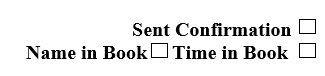 Sent Confirmation ☐
Name in Book ☐ Time in Book ☐